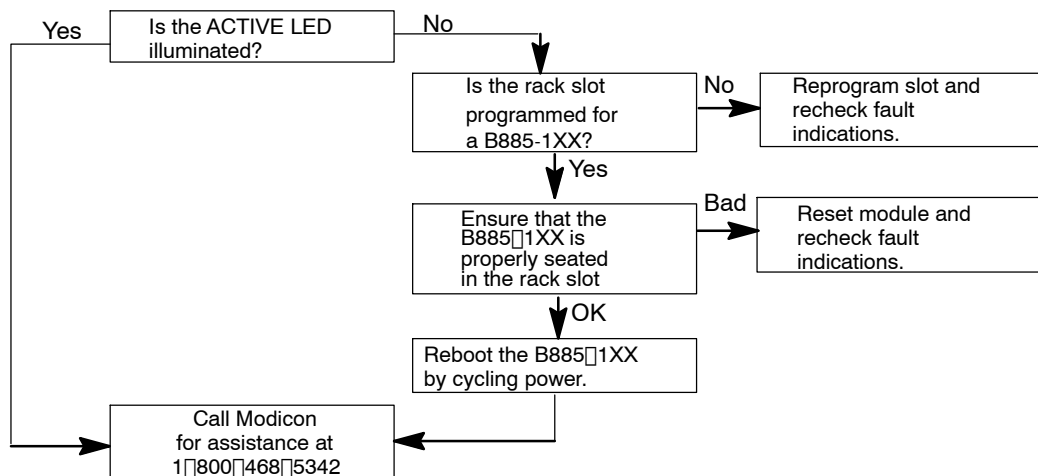 Yes
Is the ACTIVE LED
illuminated?
No
Is the rack slot
programmed for
a B885-1XX?
No
Reprogram slot and
recheck fault
indications.
Yes
Ensure that the
B885▯1XX is
properly seated
in the rack slot
Bad
Reset module and
recheck fault
indications.
OK
Reboot the B885▯1XX
by cycling power.
Call Modicon
for assistance at
1▯800▯468▯5342